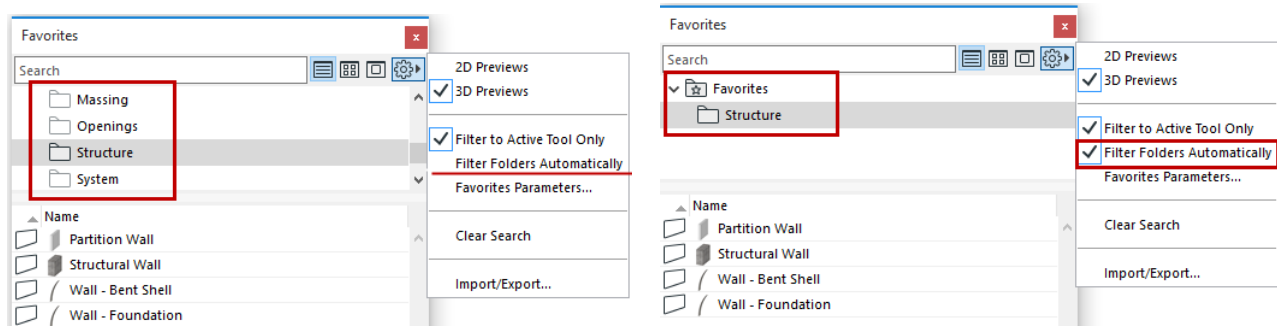 Favorites
x
Search
Massing
Openings
Structure
System
Name
Partition Wall
Structural Wall
Wall - Bent Shell
Wall - Foundation
2D Previews
3D Previews
Filter to Active Tool Only
Filter Folders Automatically
Favorites Parameters...
Clear Search
Import/Export...
Favorites
x
Search
Favorites
Structure
Name
Partition Wall
Structural Wall
Wall - Bent Shell
Wall - Foundation
2D Previews
3D Previews
Filter to Active Tool Only
Filter Folders Automatically
Favorites Parameters...
Clear Search
Import/Export...